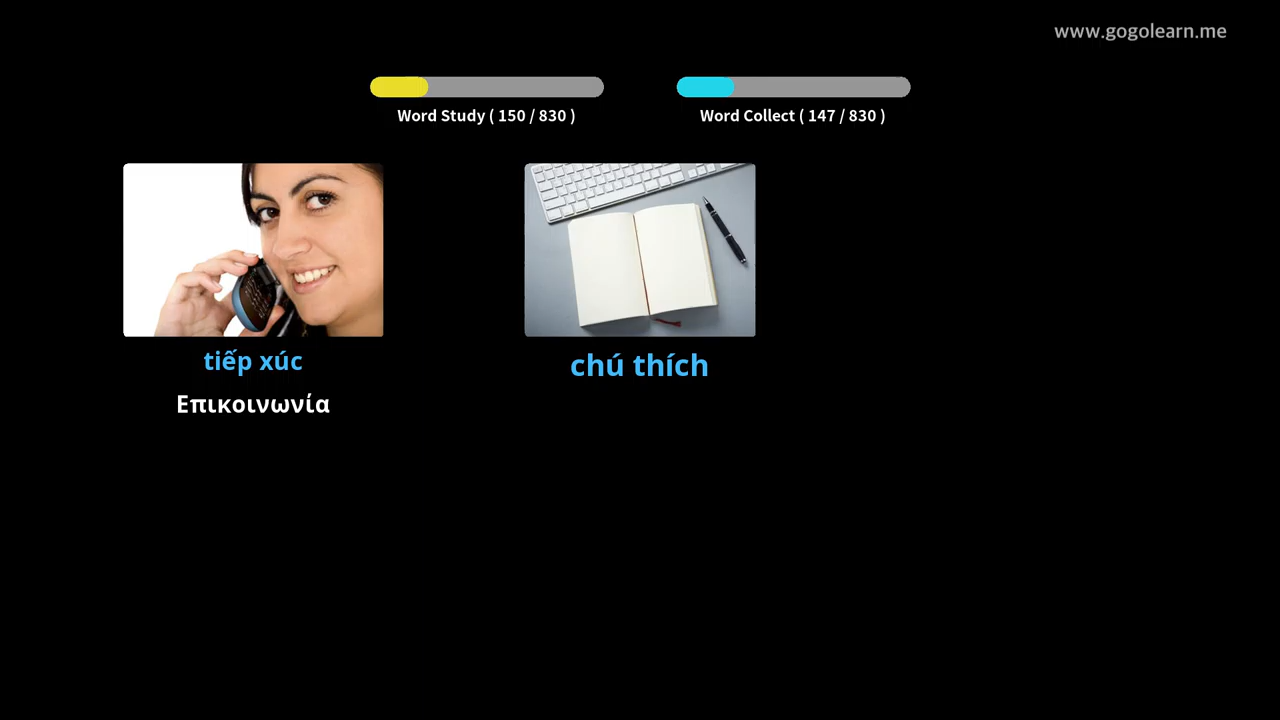 www.gogolearn.me
Word Study ( 150 / 830 )
Word Collect ( 147 / 830 )
tiếp xúc
Επικοινωνία
chú thích